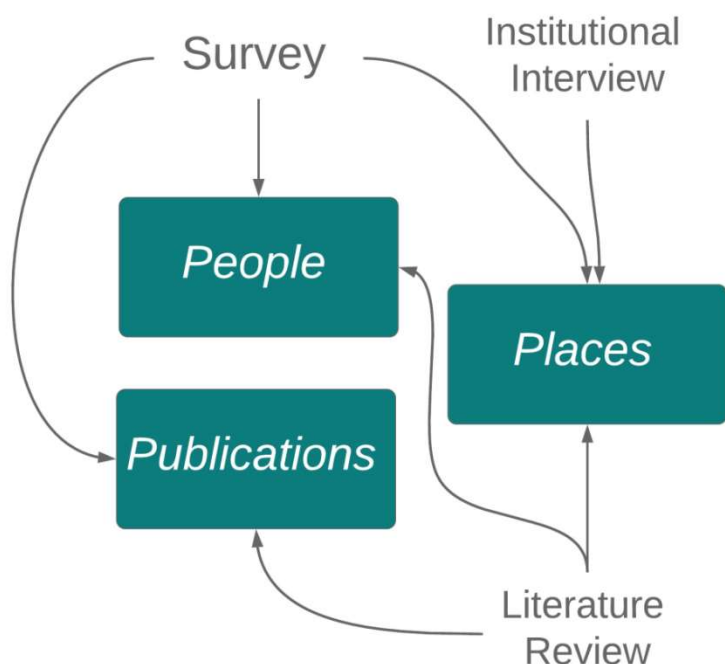 Survey
Institutional
Interview
People
Places
Publications
Literature
Review